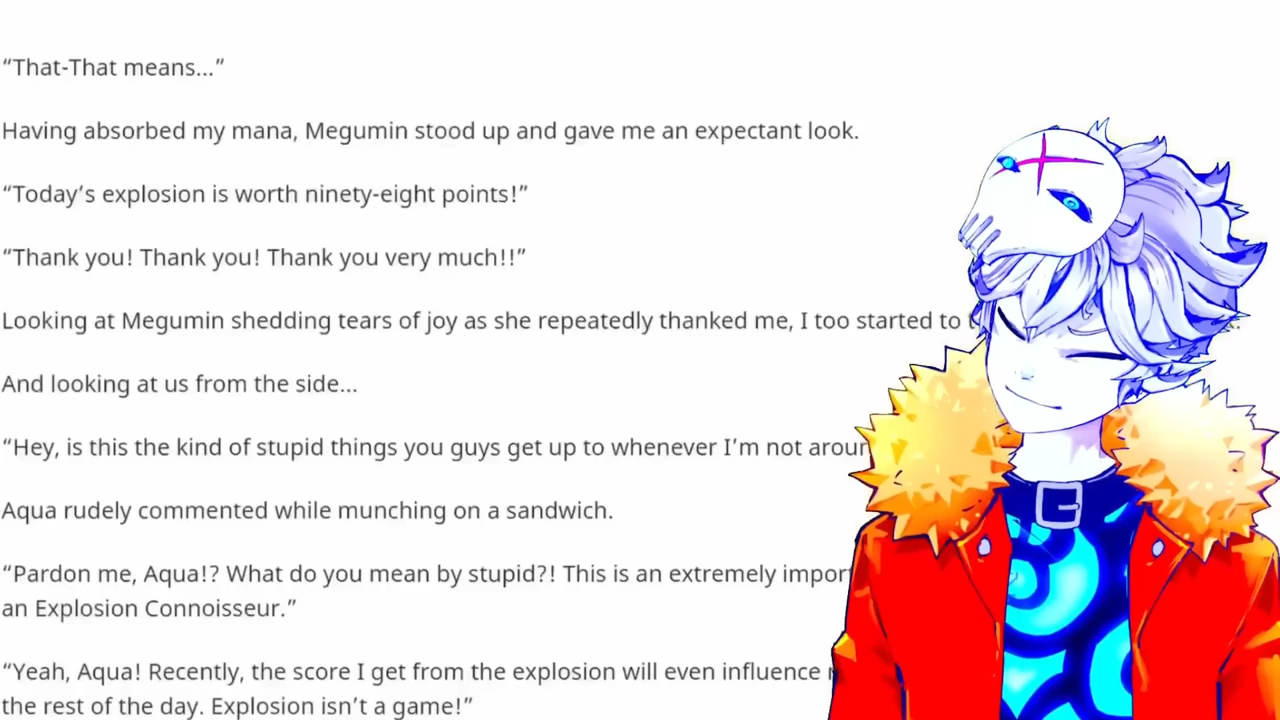 “That-That means...”
Having absorbed my mana, Megumin stood up and gave me an expectant look.
“Today’s explosion is worth ninety-eight points!”
“Thank you! Thank you! Thank you very much!!”
Looking at Megumin shedding tears of joy as she repeatedly thanked me, I too started to
And looking at us from the side...
“Hey, is this the kind of stupid things you guys get up to whenever I’m not
Aqua rudely commented while munching on a sandwich.
“Pardon me, Aqua!? What do you mean by stupid?! This is an extremely
an Explosion Connoisseur.”
“Yeah, Aqua! Recently, the score I get from the explosion will even influence
the rest of the day. Explosion isn’t a game!”